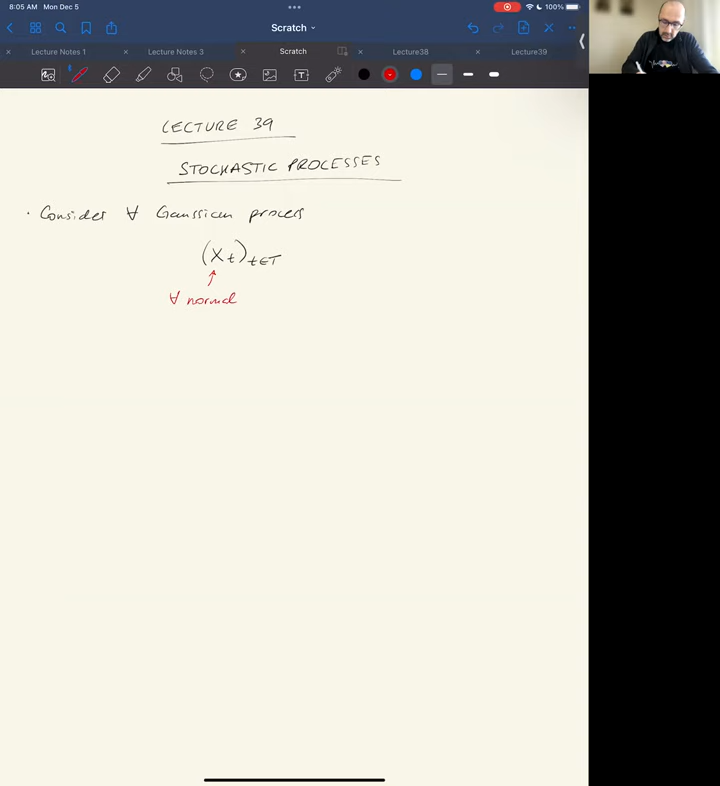 8:05 AM Mon Dec 5
100%
Scratch
Lecture Notes 1
Lecture Notes 3
Scratch
Lecture38
Lecture39
LECTURE 39
STOCHASTIC PROCESSES
· Consider ∀ Gaussian process
(Xt)t∈T
∀ normal